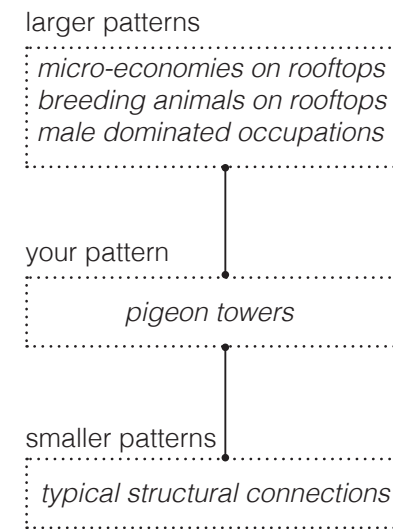 larger patterns
micro-economies on rooftops
breeding animals on rooftops
male dominated occupations
your pattern
pigeon towers
smaller patterns
typical structural connections